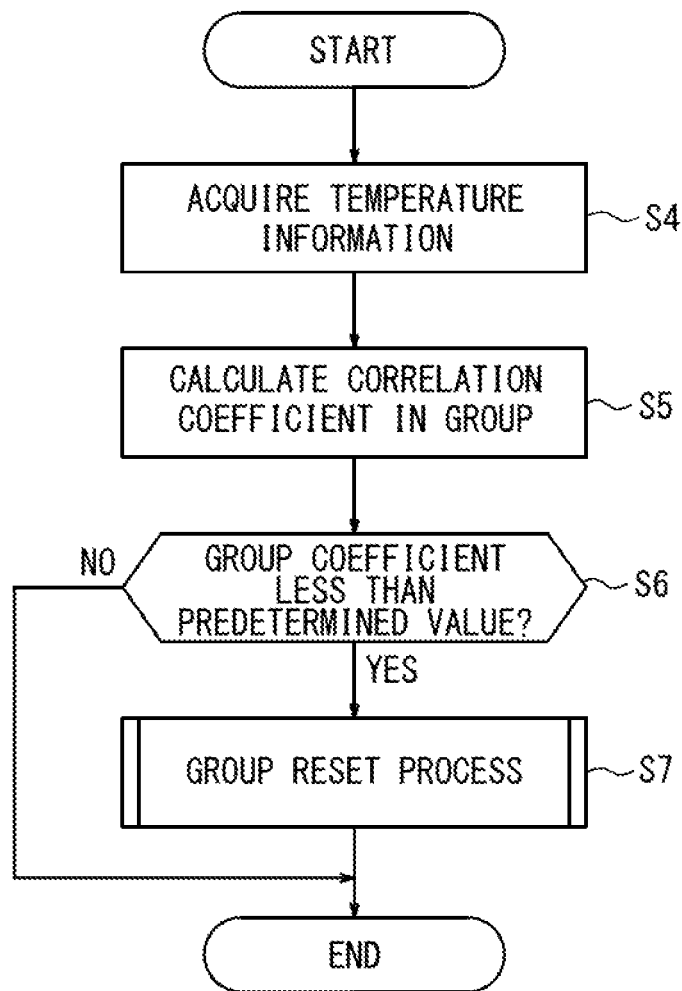 START
ACQUIRE TEMPERATURE
INFORMATION
S4
CALCULATE CORRELATION
COEFFICIENT IN GROUP
S5
NO
GROUP COEFFICIENT
LESS THAN
PREDETERMINED VALUE?
S6
YES
GROUP RESET PROCESS
S7
END